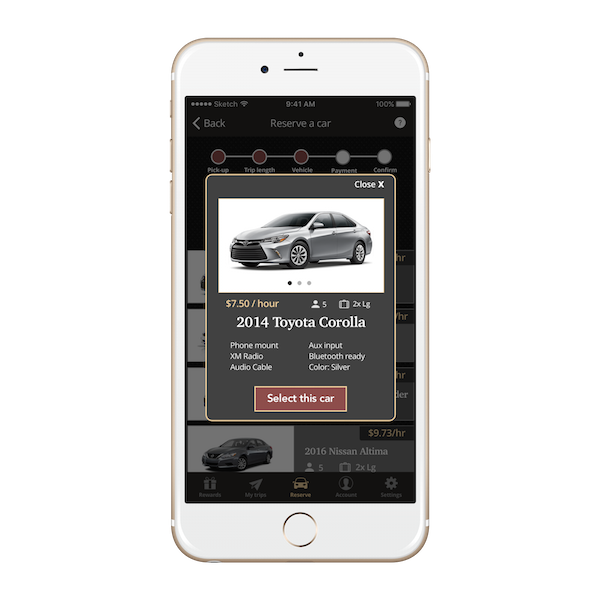 Sketch
9:41 AM
100%
Back
Reserve a car
?
Pick-up
Trip length
Vehicle
Payment
Confirm
Close X
/hr
$7.50 / hour
5
2x Lg
2014 Toyota Corolla
/hr
Phone mount
Aux input
XM Radio
Bluetooth ready
Audio Cable
Color: Silver
/hr
Select this car
$9.73/hr
2016 Nissan Altima
5
2x Lg
Rewards
My trips
Reserve
Account
Settings